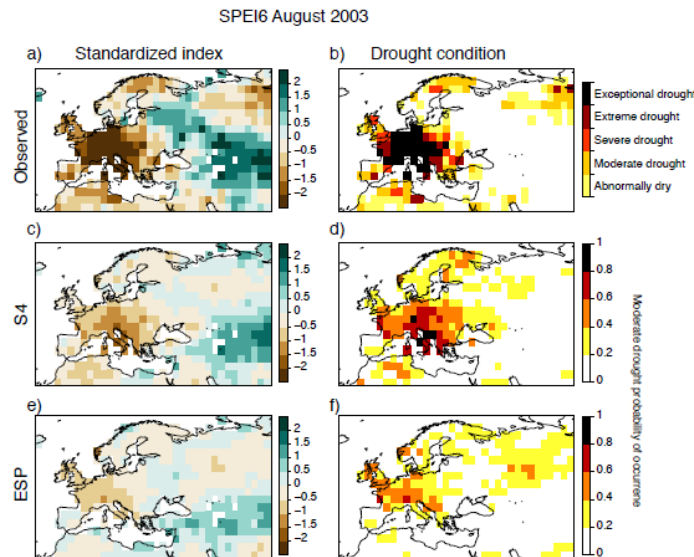 SPEI6 August 2003
a) Standardized index
b) Drought condition
Observed
2
1.5
1
0.5
0
−0.5
−1
−1.5
−2
Exceptional drought
Extreme drought
Severe drought
Moderate drought
Abnormally dry
c)
d)
S4
2
1.5
1
0.5
0
−0.5
−1
−1.5
−2
1
0.8
0.6
0.4
0.2
0
Moderate drought probability of occurrene
e)
f)
ESP
2
1.5
1
0.5
0
−0.5
−1
−1.5
−2
1
0.8
0.6
0.4
0.2
0